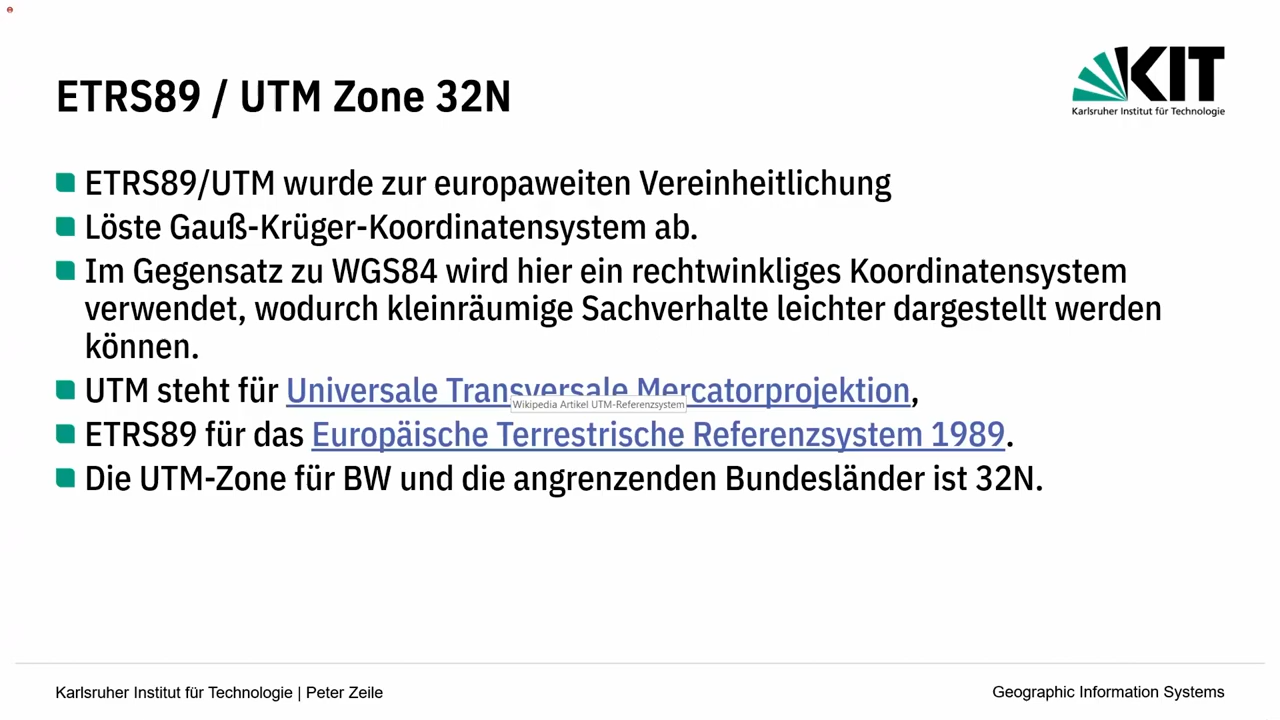 ETRS89 / UTM Zone 32N
KIT
Karlsruher Institut für Technologie
ETRS89/UTM wurde zur europaweiten Vereinheitlichung
Löste Gauß-Krüger-Koordinatensystem ab.
Im Gegensatz zu WGS84 wird hier ein rechtwinkliges Koordinatensystem
verwendet, wodurch kleinräumige Sachverhalte leichter dargestellt werden
können.
UTM steht für Universale Transversale Mercatorprojektion,
Wikipedia Artikel UTM-Referenzsystem
ETRS89 für das Europäische Terrestrische Referenzsystem 1989.
Die UTM-Zone für BW und die angrenzenden Bundesländer ist 32N.
Karlsruher Institut für Technologie | Peter Zeile
Geographic Information Systems